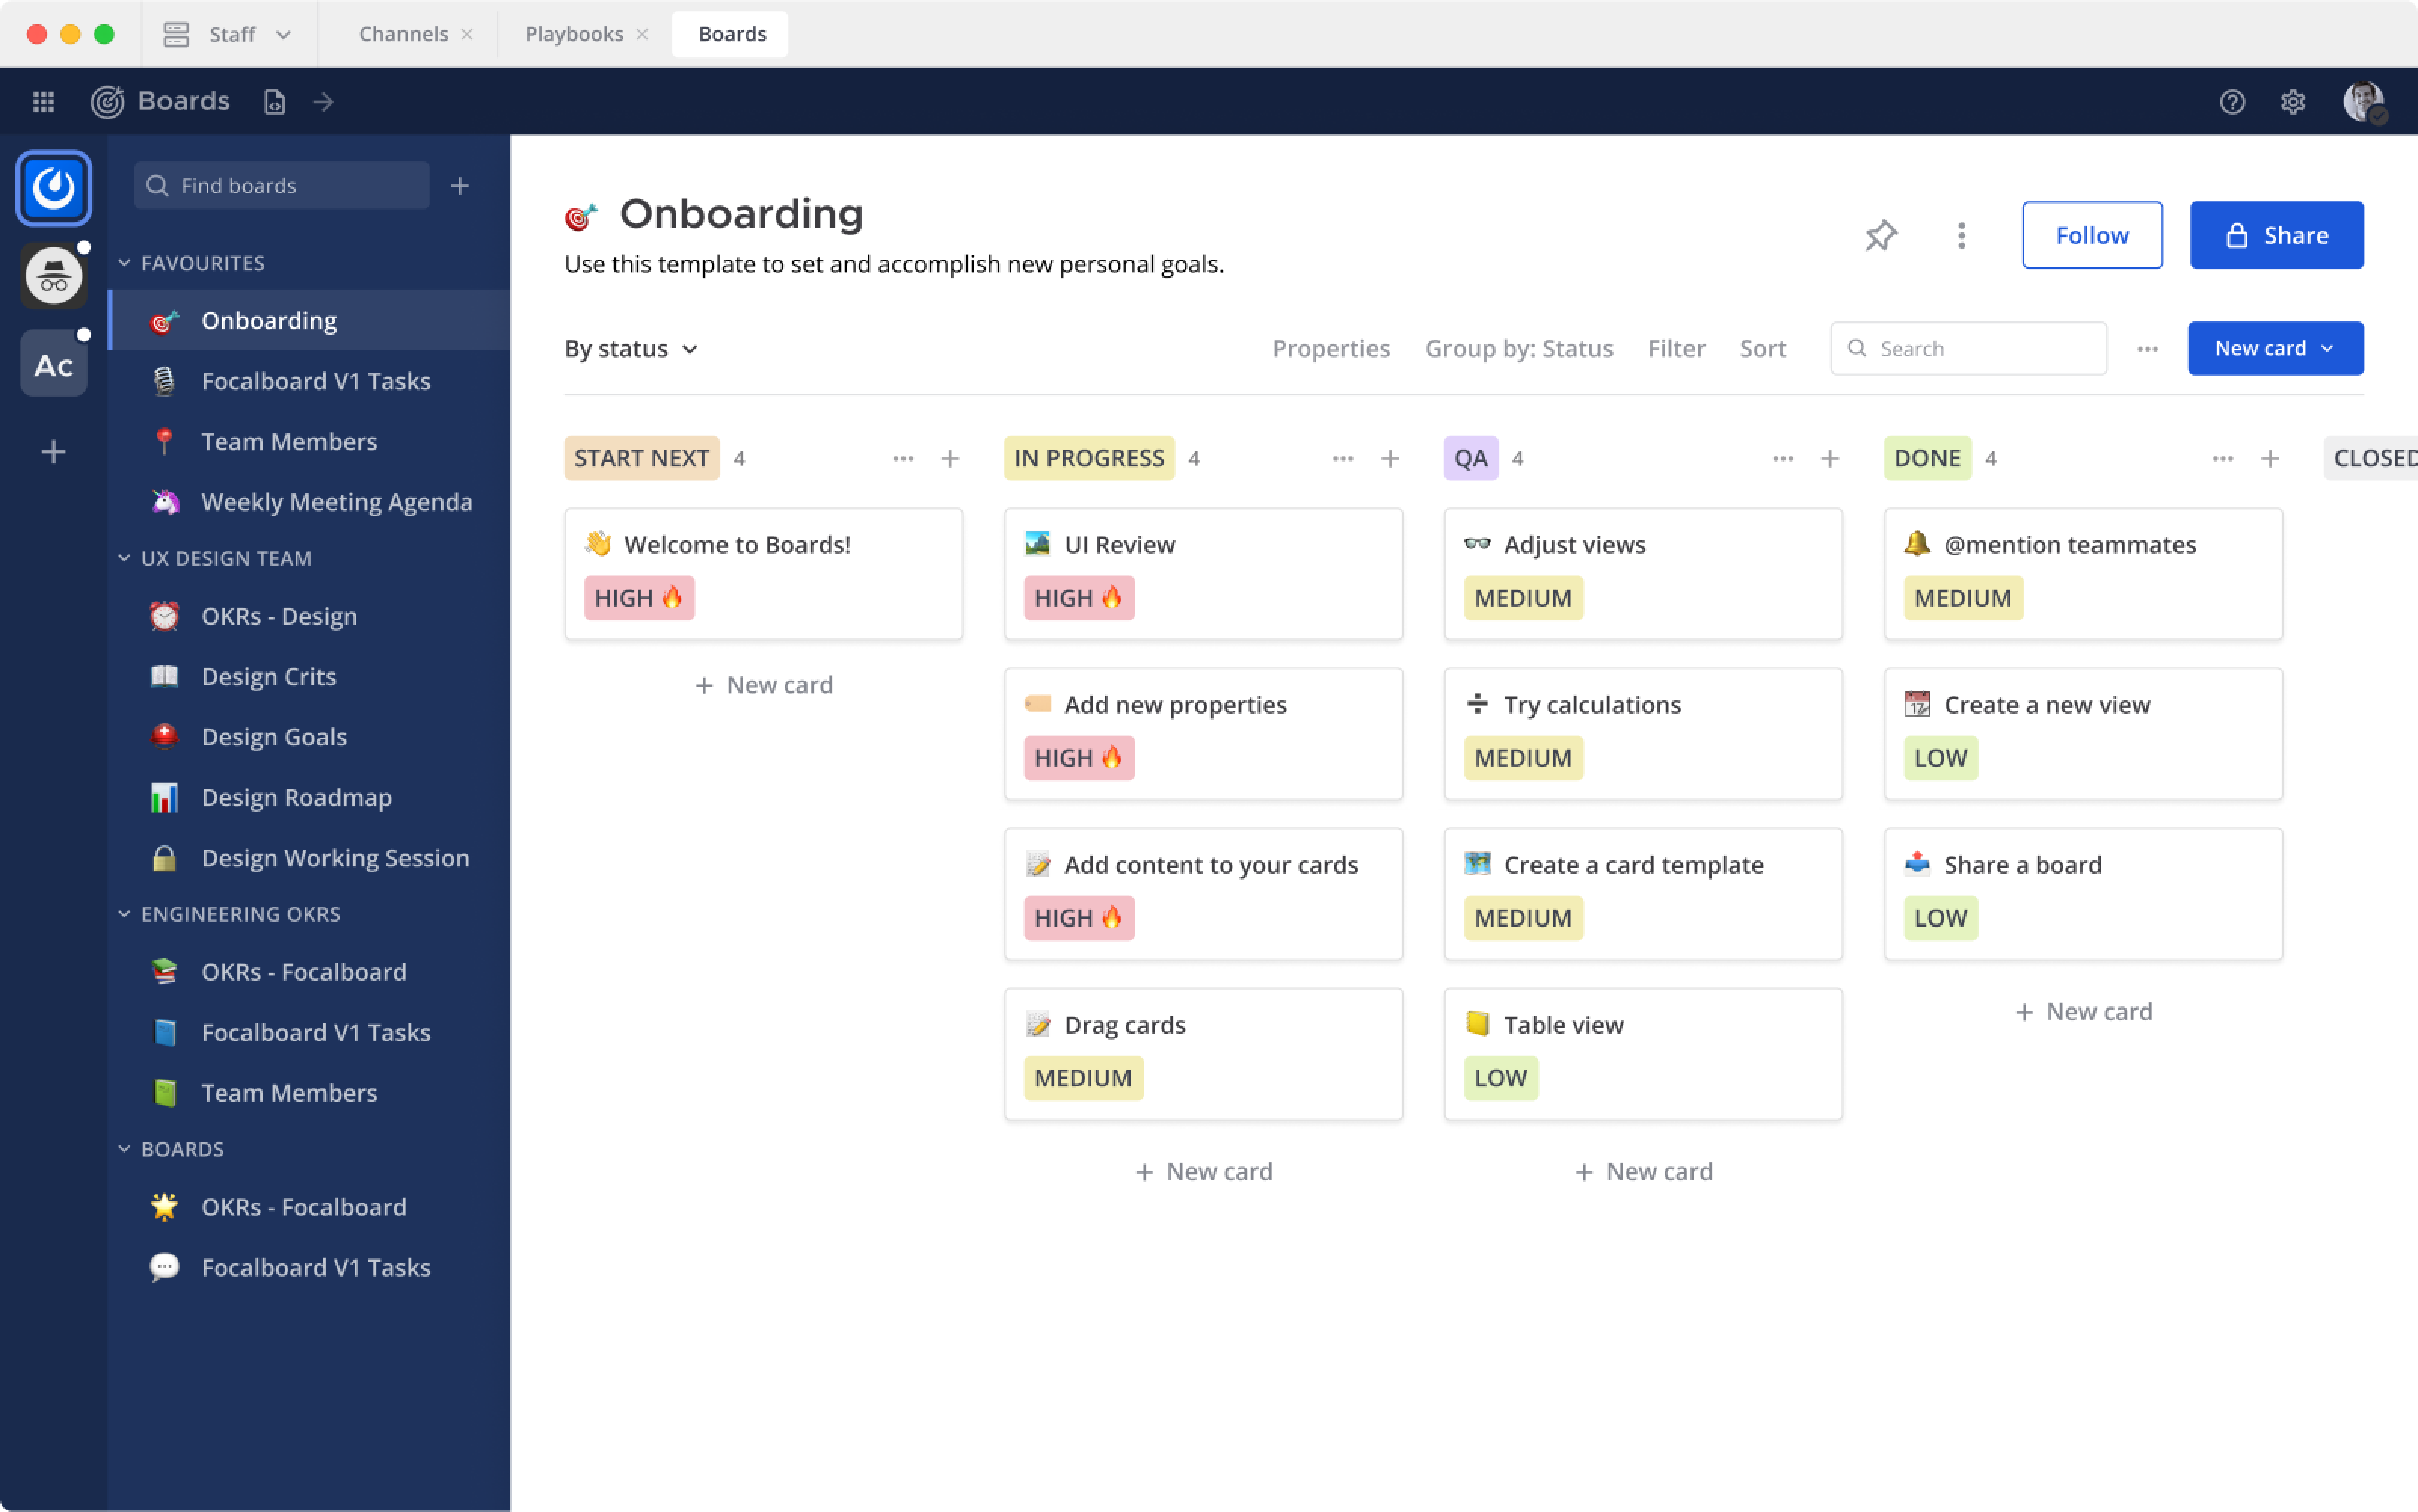 Staff
Channels
Playbooks
Boards
Boards
Find boards
FAVOURITES
Onboarding
Focalboard V1 Tasks
Team Members
Weekly Meeting Agenda
UX DESIGN TEAM
OKRs - Design
Design Crits
Design Goals
Design Roadmap
Design Working Session
ENGINEERING OKRS
OKRs - Focalboard
Focalboard V1 Tasks
Team Members
BOARDS
OKRs - Focalboard
Focalboard V1 Tasks
Ac
Onboarding
Use this template to set and accomplish new personal goals.
Follow
Share
By status
Properties
Group by: Status
Filter
Sort
Search
New card
START NEXT 4
Welcome to Boards!
HIGH 🔥
+ New card
IN PROGRESS 4
UI Review
HIGH 🔥
Add new properties
HIGH 🔥
Add content to your cards
HIGH 🔥
Drag cards
MEDIUM
+ New card
QA 4
Adjust views
MEDIUM
Try calculations
MEDIUM
Create a card template
MEDIUM
Table view
LOW
+ New card
DONE 4
@mention teammates
MEDIUM
17
Create a new view
LOW
Share a board
LOW
+ New card
CLOSED